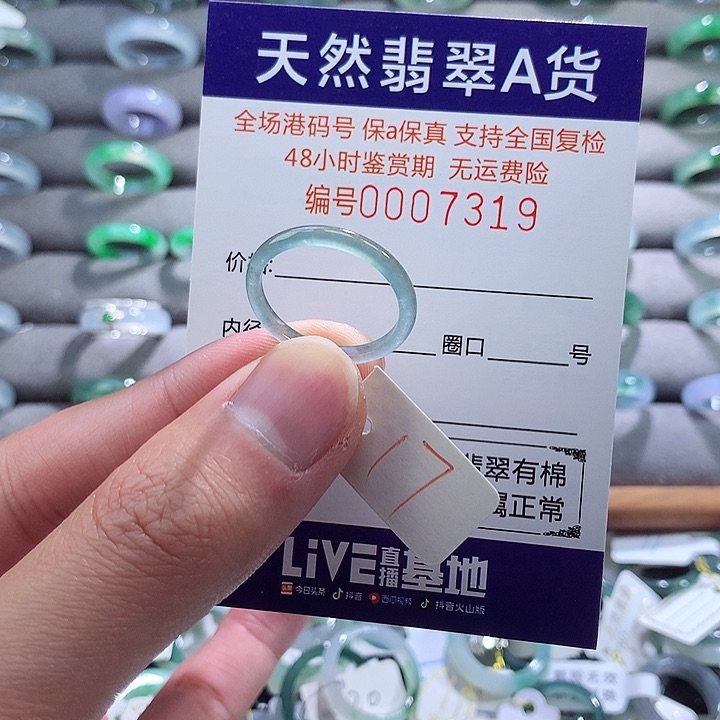 天然翡翠A货
全场港码号 保a保真 支持全国复检
48小时鉴赏期 无运费险
编号0007319
价格:
内径 圈口 号
17
翡翠有棉
属正常
LiVE直播基地
头条 今日头条 抖音 西瓜视频 抖音火山版